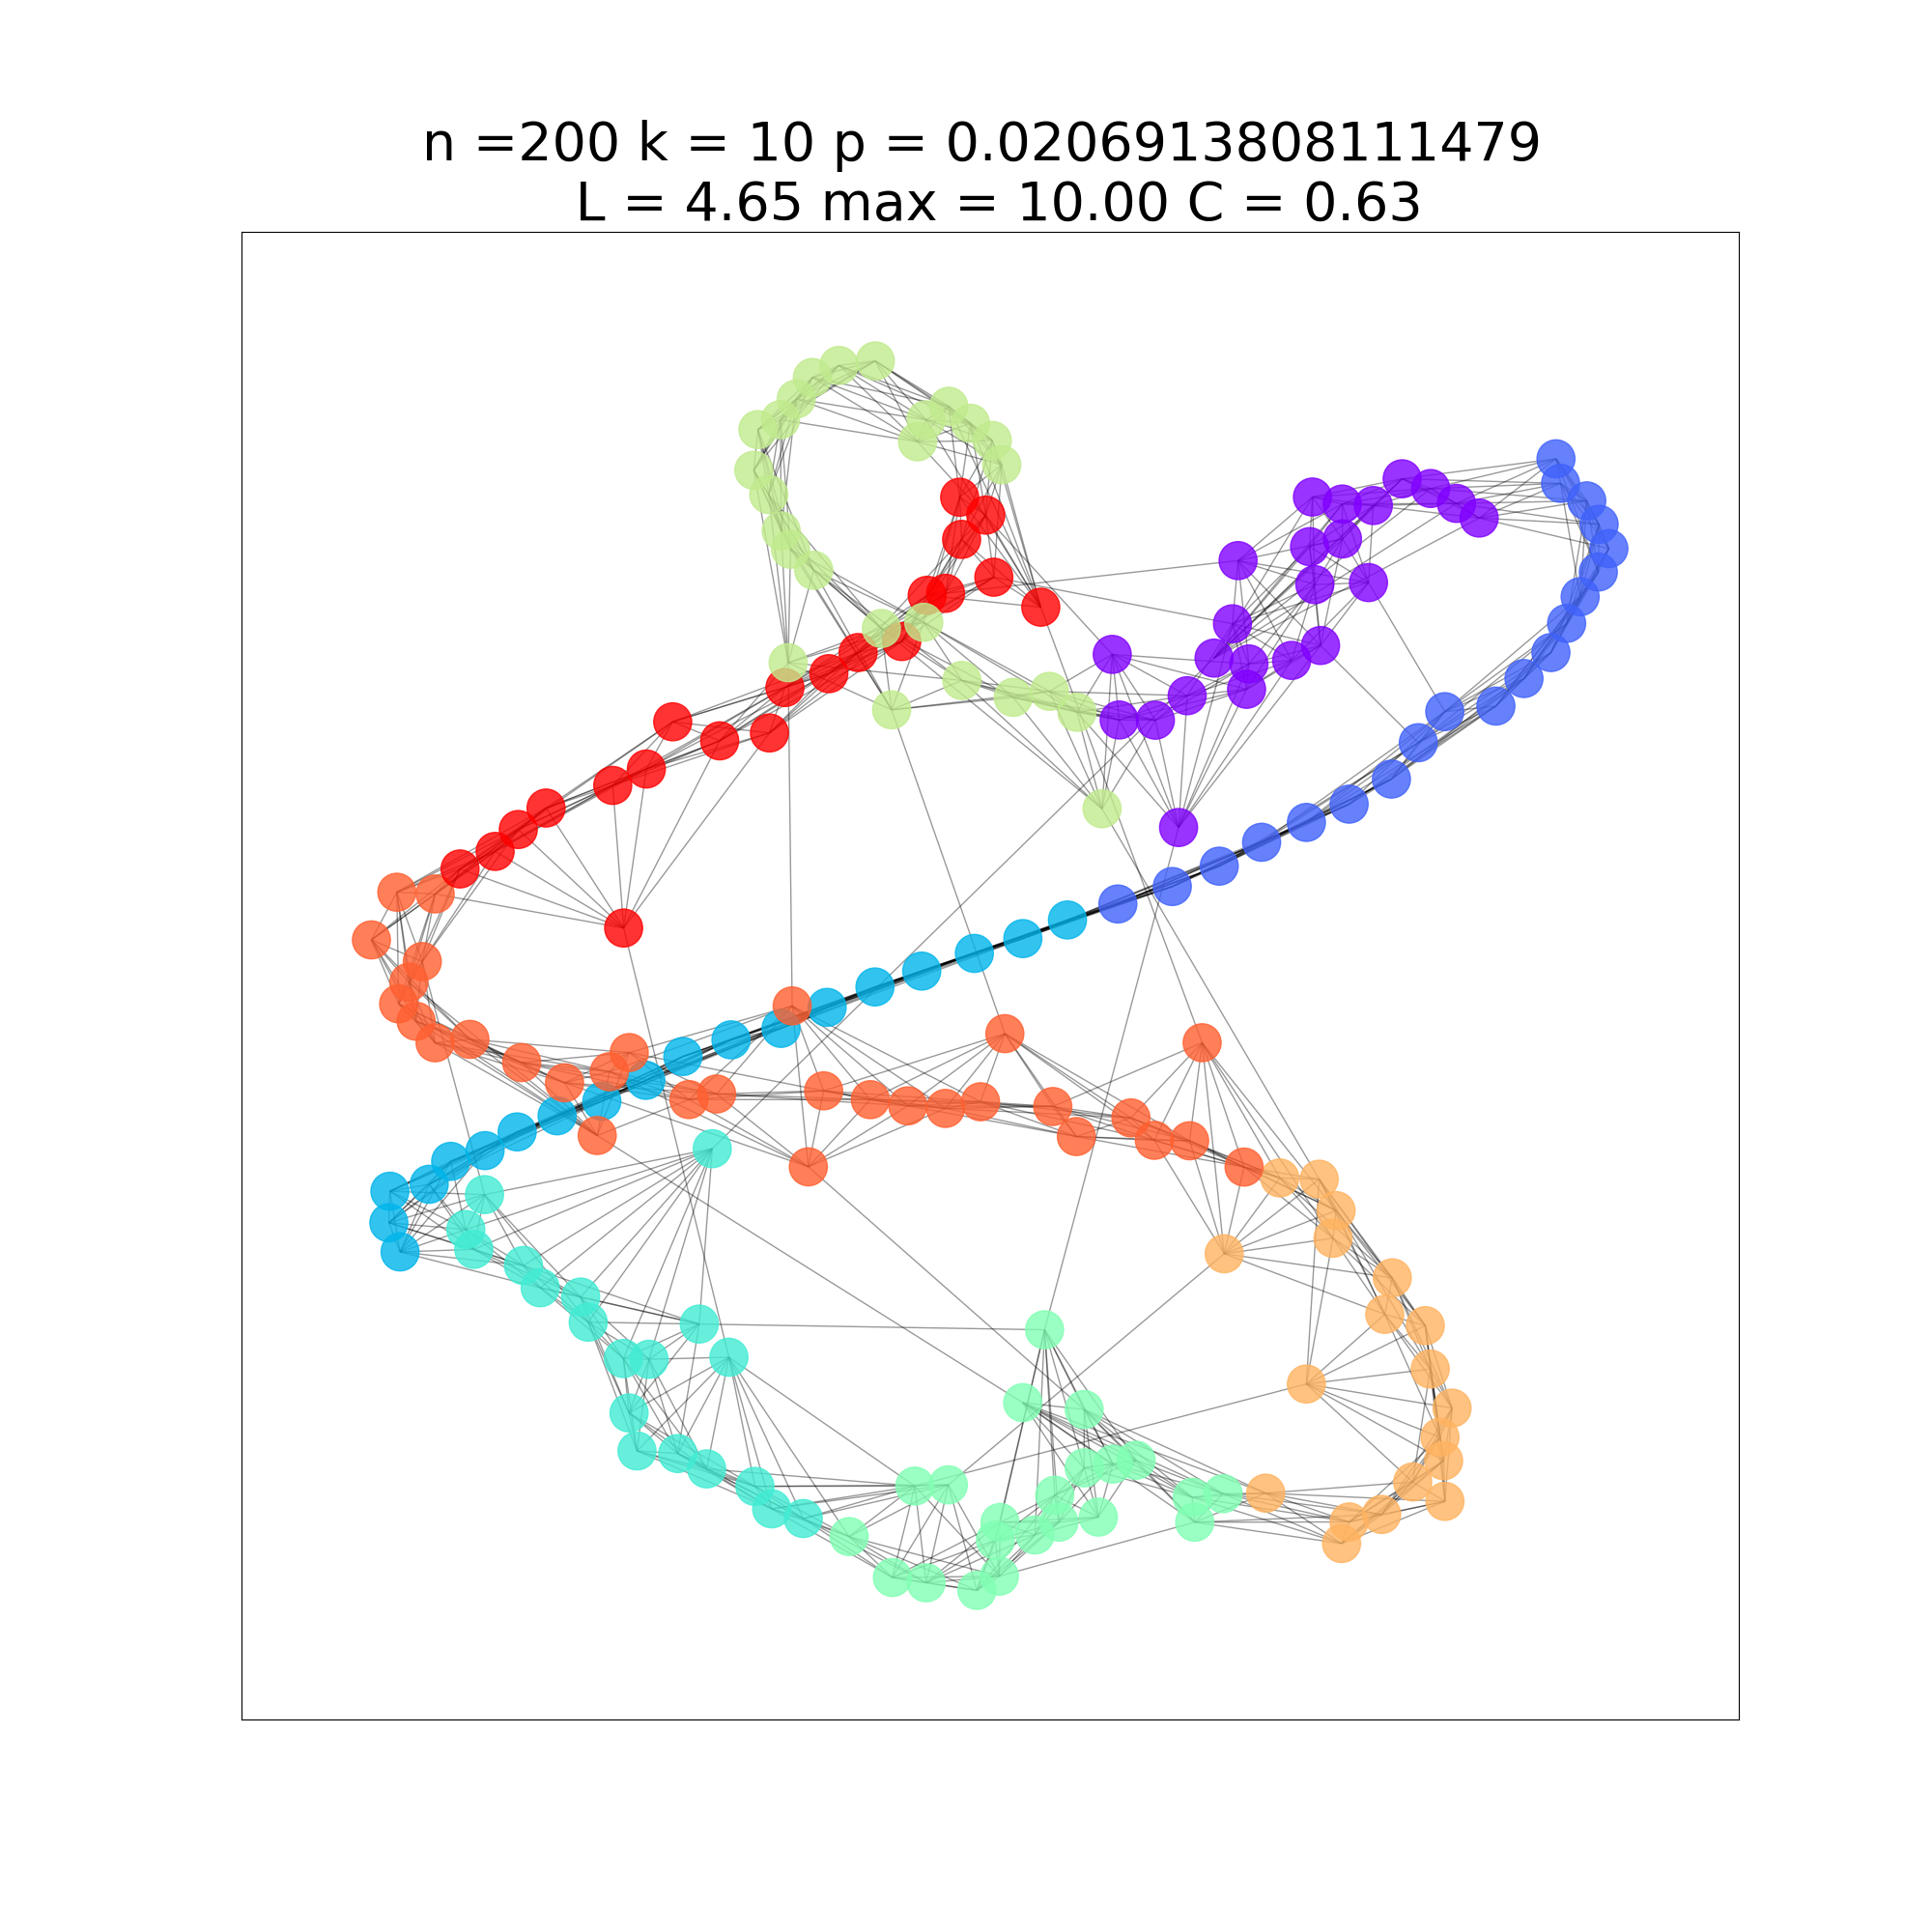 n =200 k = 10 p = 0.0206913808111479
L = 4.65 max = 10.00 C = 0.63